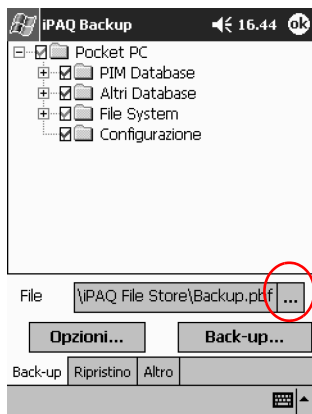 iPAQ Backup 16.44 ok
Pocket PC
PIM Database
Altri Database
File System
Configurazione
File \iPAQ File Store\Backup.pbf ...
Opzioni... Back-up...
Back-up Ripristino Altro